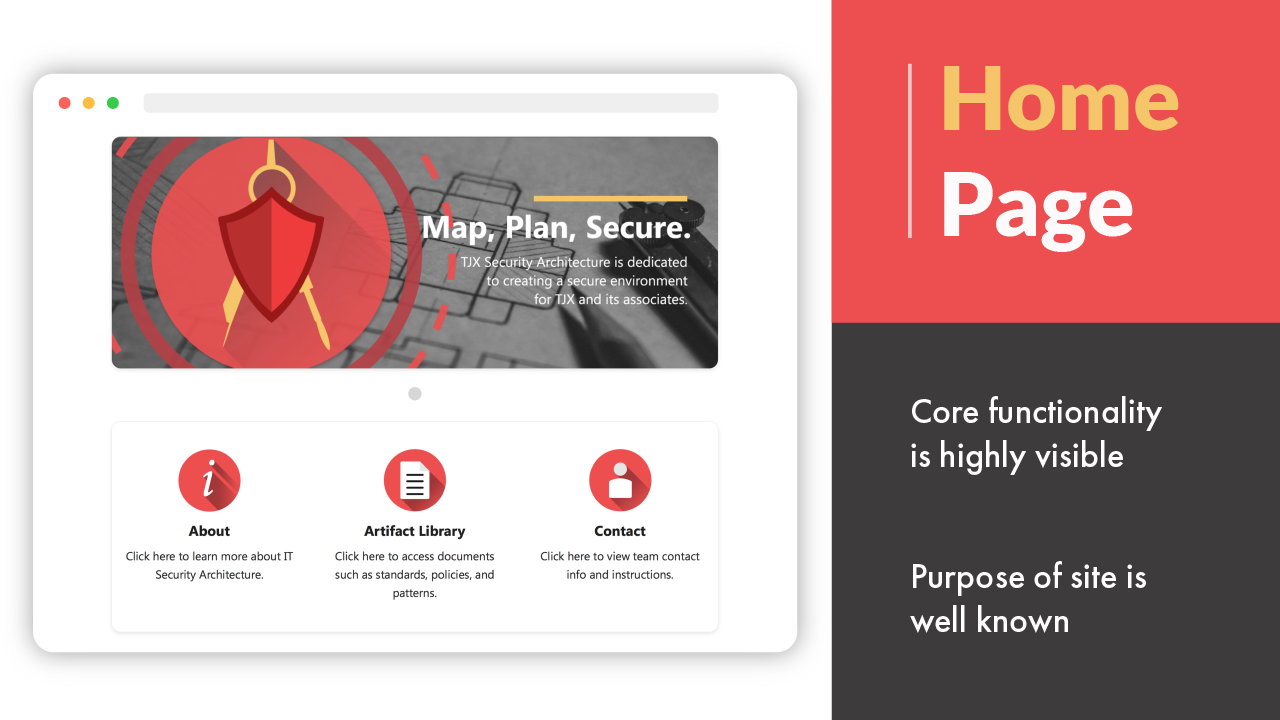 Map, Plan, Secure.
TJX Security Architecture is dedicated
to creating a secure environment
for TJX and its associates.
i
About
Click here to learn more about IT
Security Architecture.
Artifact Library
Click here to access documents
such as standards, policies, and
patterns.
Contact
Click here to view team contact
info and instructions.
Home
Page
Core functionality
is highly visible
Purpose of site is
well known